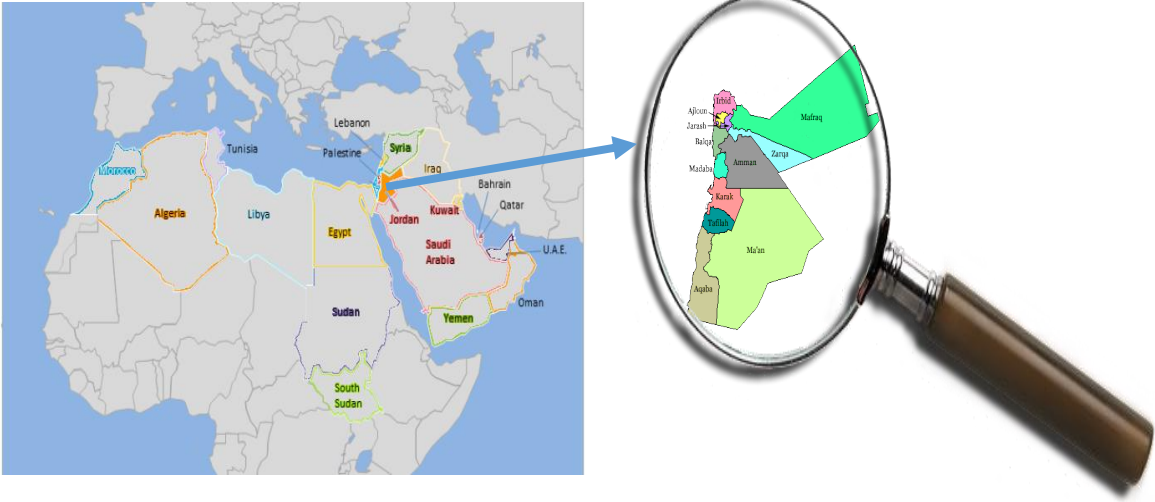 Lebanon
Palestine
Syria
Iraq
Tunisia
Morocco
Bahrain
Qatar
Algeria
Libya
Egypt
Jordan
Kuwait
Saudi
Arabia
U.A.E.
Oman
Yemen
Sudan
South
Sudan
Irbid
Ajloun
Jarash
Mafraq
Balqa
Zarqa
Amman
Madaba
Karak
Tafilah
Ma'an
Aqaba